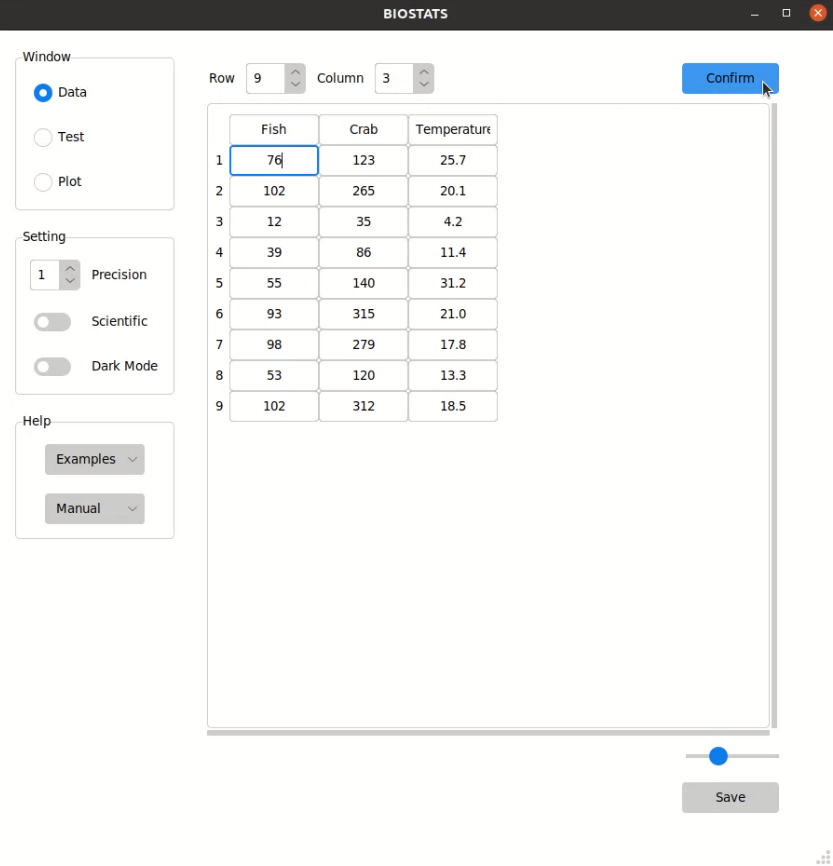 BIOSTATS
Window
Data
Test
Plot
Setting
1 Precision
Scientific
Dark Mode
Help
Examples
Manual
Row 9 Column 3 Confirm
Fish Crab Temperature
1 76 123 25.7
2 102 265 20.1
3 12 35 4.2
4 39 86 11.4
5 55 140 31.2
6 93 315 21.0
7 98 279 17.8
8 53 120 13.3
9 102 312 18.5
Save